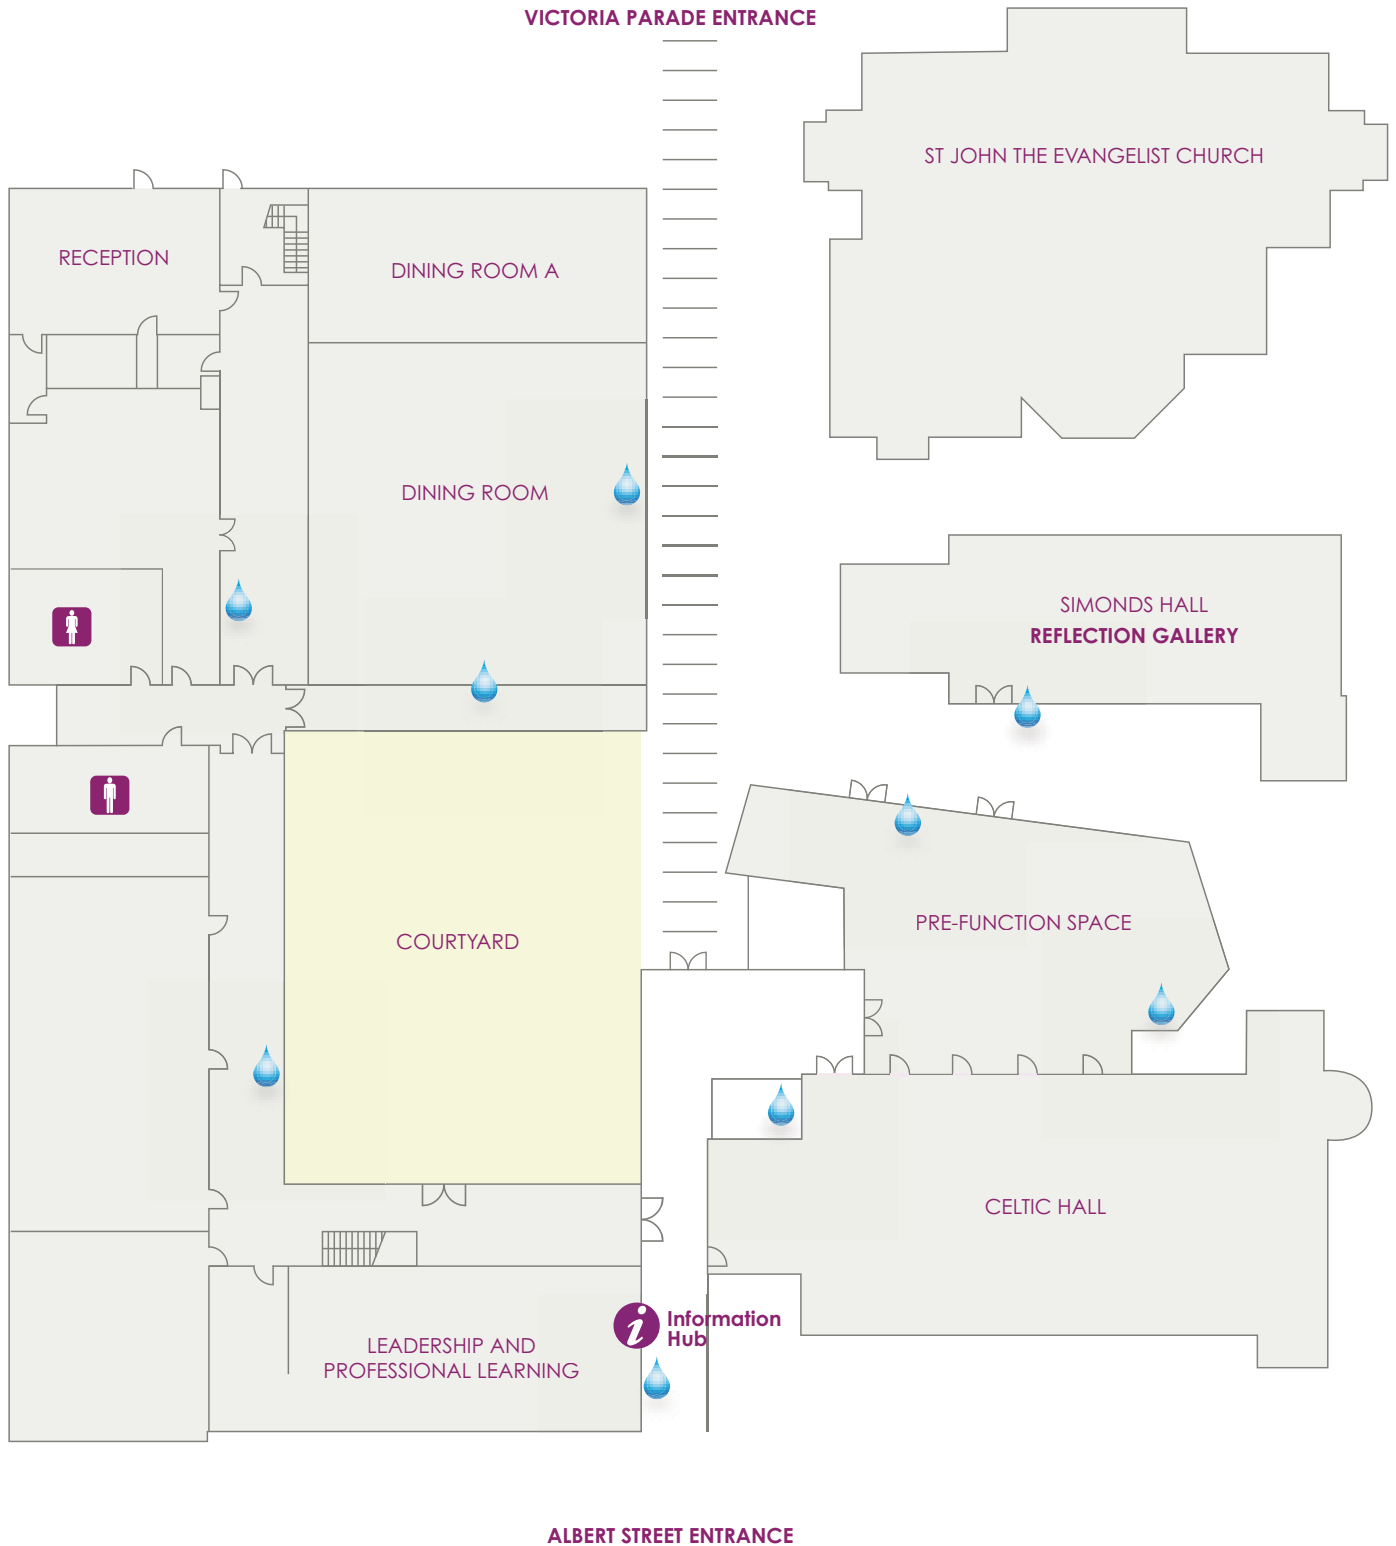 VICTORIA PARADE ENTRANCE
ST JOHN THE EVANGELIST CHURCH
RECEPTION
DINING ROOM A
DINING ROOM
SIMONDS HALL
REFLECTION GALLERY
COURTYARD
PRE-FUNCTION SPACE
CELTIC HALL
i Information
Hub
LEADERSHIP AND
PROFESSIONAL LEARNING
ALBERT STREET ENTRANCE